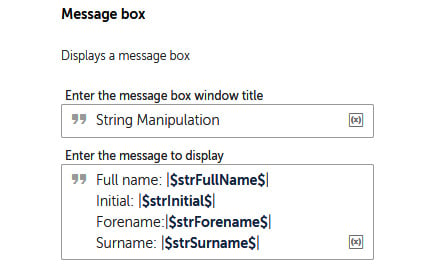 Message box
Displays a message box
Enter the message box window title
String Manipulation
(x)
Enter the message to display
Full name: |$strFullName$|
Initial: |$strInitial$|
Forename:|$strForename$|
Surname: |$strSurname$|
(x)